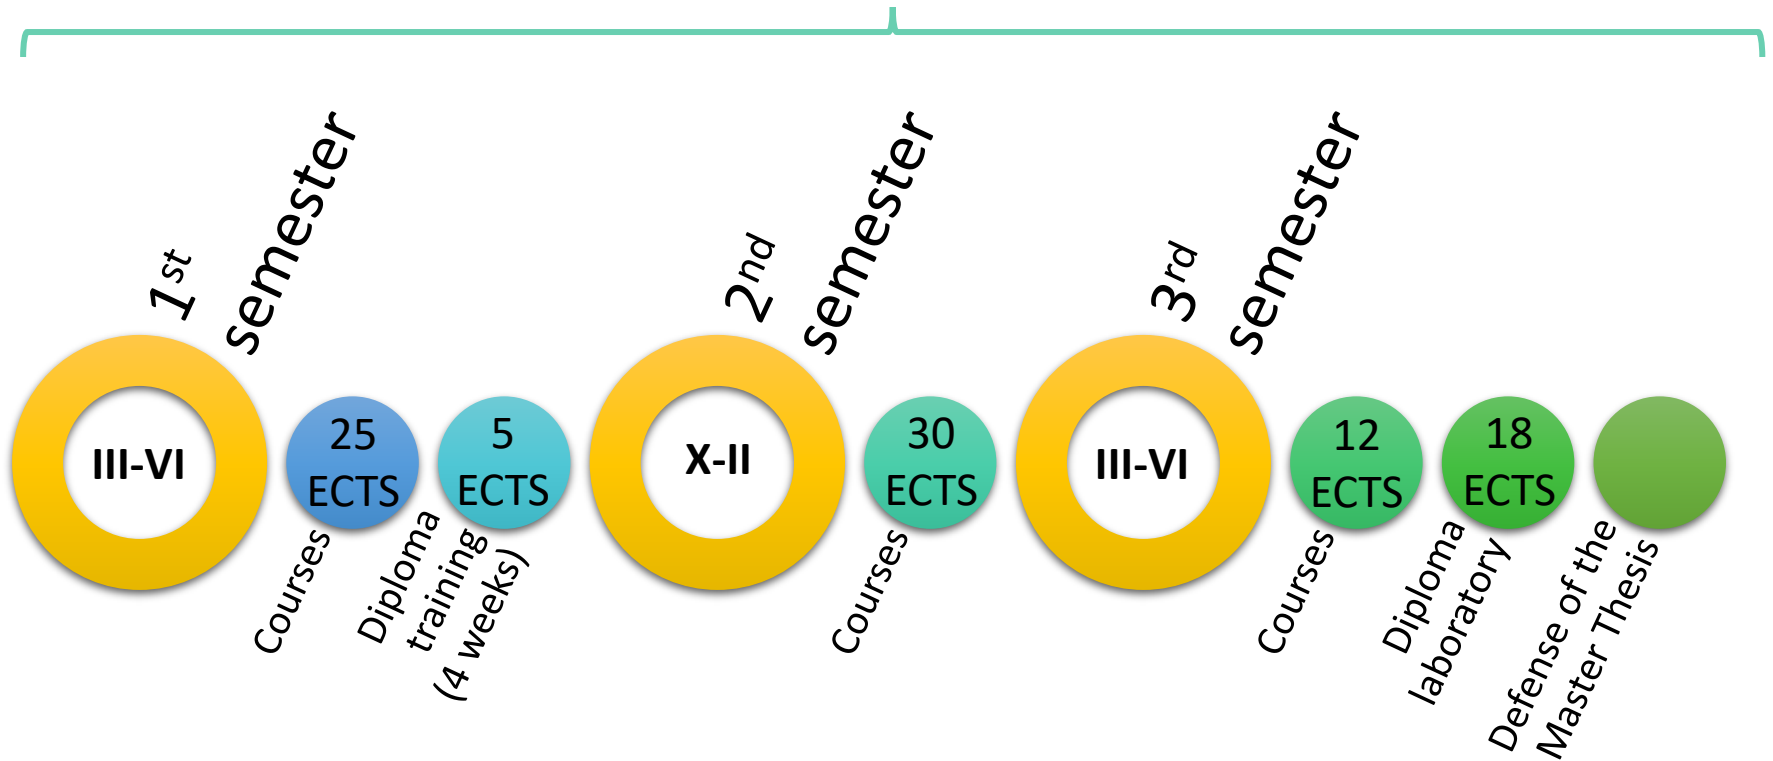 1st
semester
III-VI
25
ECTS
Courses
5
ECTS
Diploma
training
(4 weeks)
2nd
semester
X-II
30
ECTS
Courses
3rd
semester
III-VI
12
ECTS
Courses
18
ECTS
Diploma
laboratory
Defense of the
Master Thesis